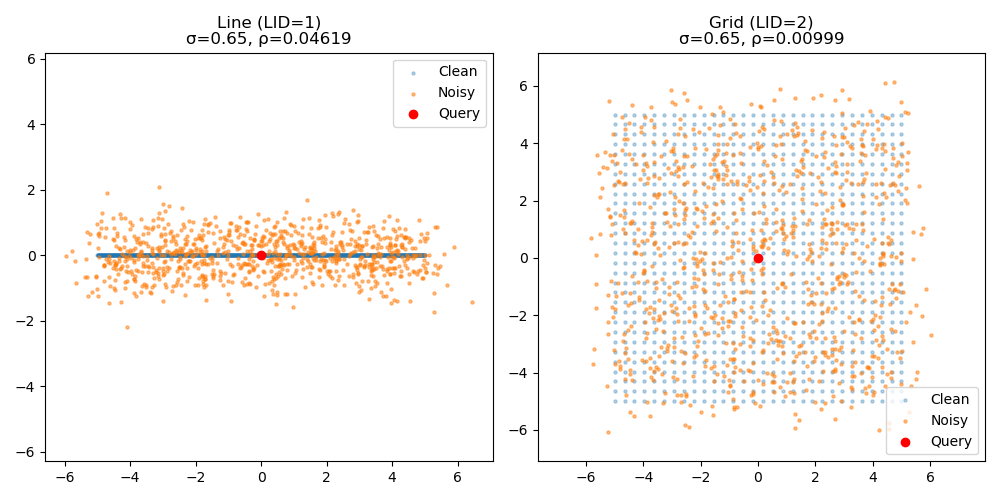 Line (LID=1)
σ=0.65, ρ=0.04619
Clean
Noisy
Query
6
4
2
0
−2
−4
−6
−6 −4 −2 0 2 4 6
Grid (LID=2)
σ=0.65, ρ=0.00999
6
4
2
0
−2
−4
−6
Clean
Noisy
Query
−6 −4 −2 0 2 4 6